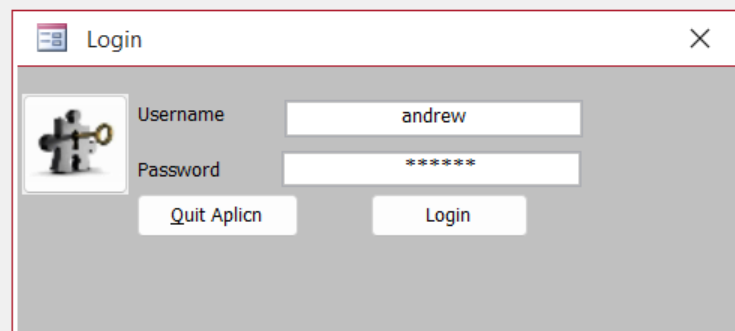 Login
Username andrew
Password ******
Quit Aplicn Login